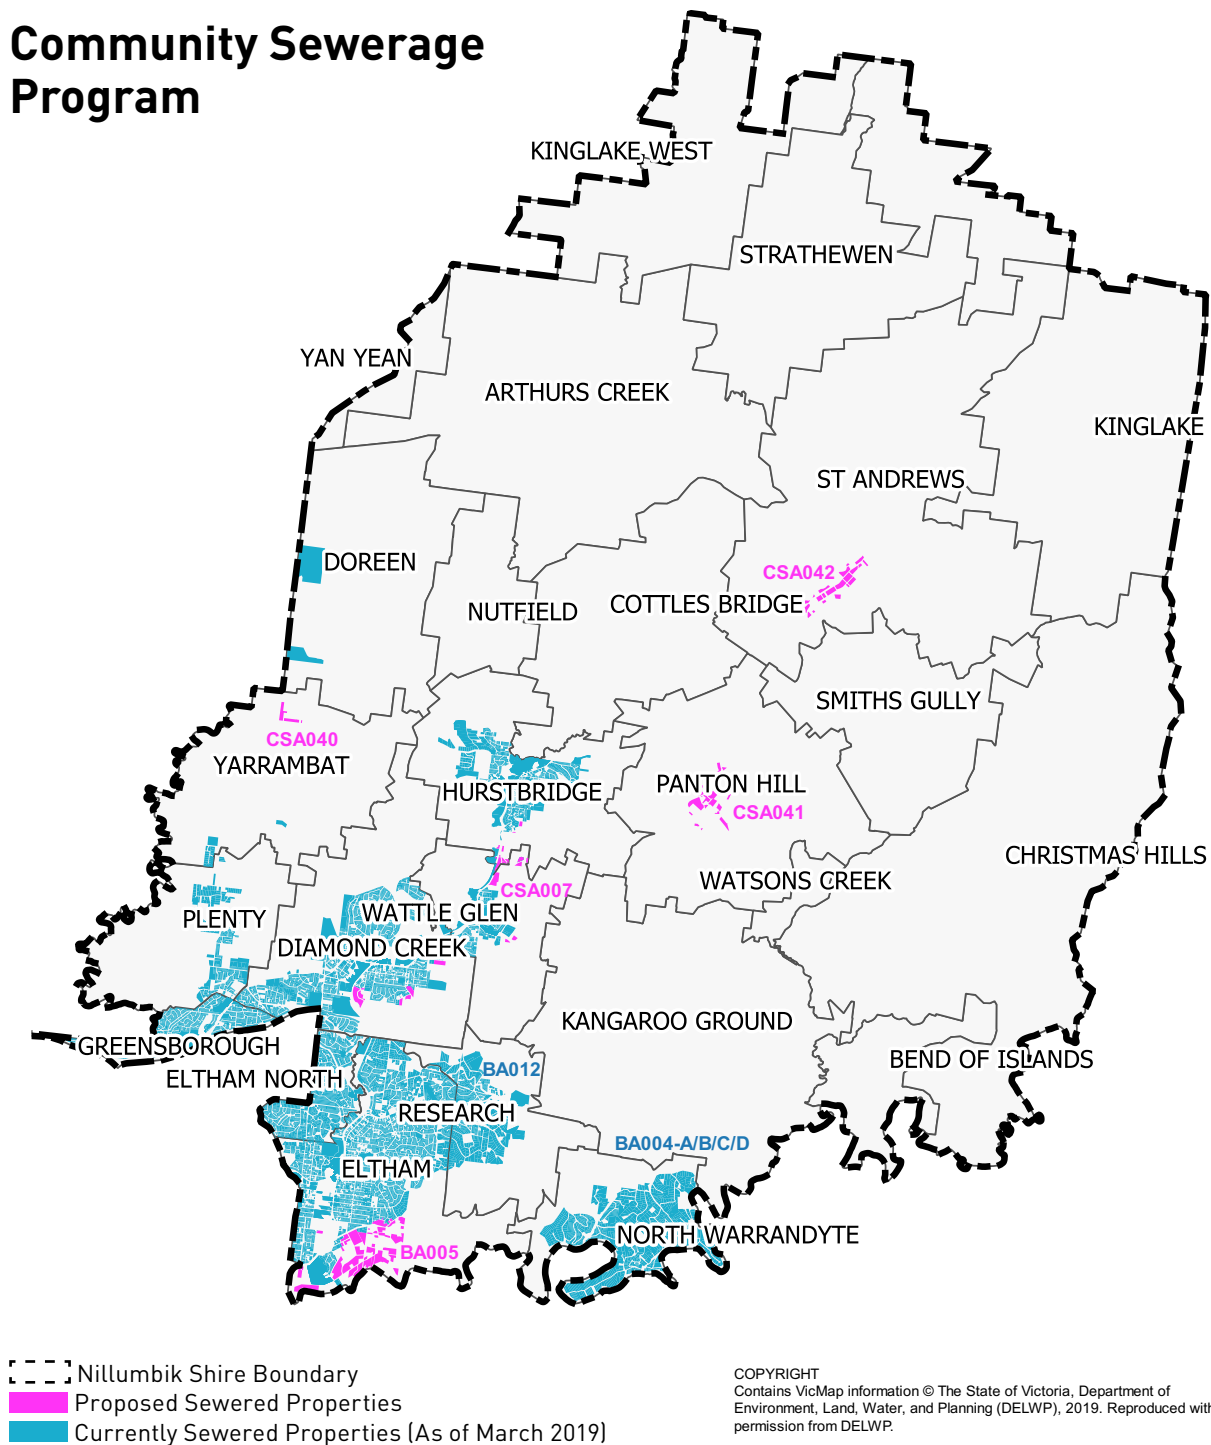 Community Sewerage
Program
KINGLAKE WEST
STRATHEWEN
YAN YEAN
ARTHURS CREEK
KINGLAKE
ST ANDREWS
DOREEN
CSA042
NUTFIELD
COTTLES BRIDGE
SMITHS GULLY
CSA040
YARRAMBAT
HURSTBRIDGE
PANTON HILL
CSA041
CHRISTMAS HILLS
WATSONS CREEK
CSA007
PLENTY
WATTLE GLEN
DIAMOND CREEK
KANGAROO GROUND
GREENSBOROUGH
BEND OF ISLANDS
ELTHAM NORTH
BA012
RESEARCH
BA004-A/B/C/D
ELTHAM
NORTH WARRANDYTE
BA005
Nillumbik Shire Boundary
Proposed Sewered Properties
Currently Sewered Properties (As of March 2019)
COPYRIGHT
Contains VicMap information © The State of Victoria, Department of
Environment, Land, Water, and Planning (DELWP), 2019. Reproduced with
permission from DELWP.